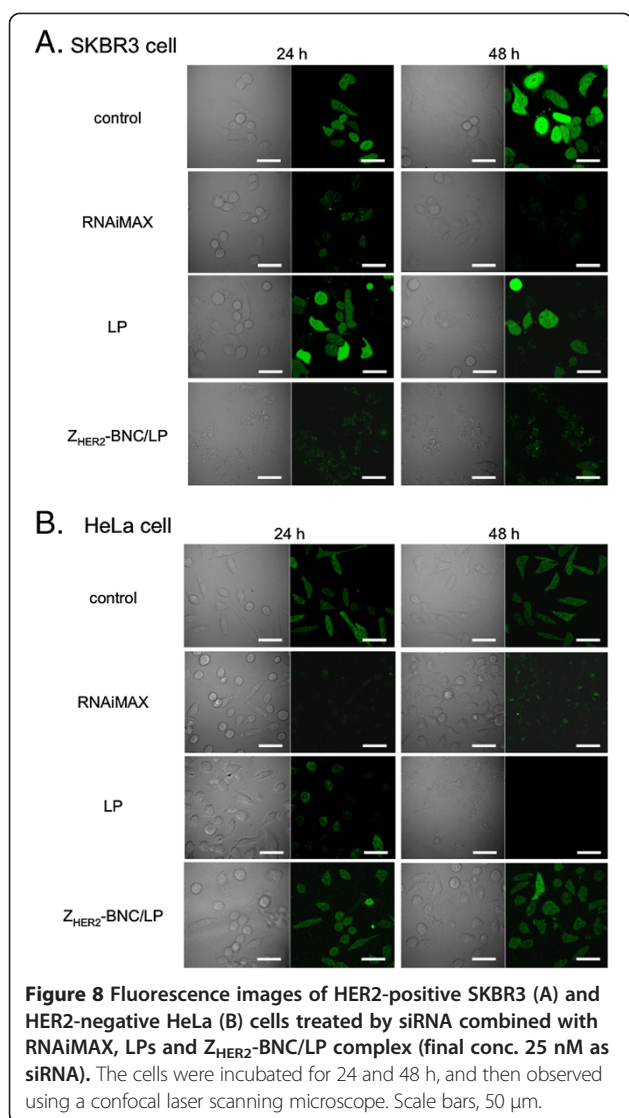 A. SKBR3 cell
24 h 48 h
control
RNAiMAX
LP
Z_HER2-BNC/LP
B. HeLa cell
24 h 48 h
control
RNAiMAX
LP
Z_HER2-BNC/LP
Figure 8 Fluorescence images of HER2-positive SKBR3 (A) and
HER2-negative HeLa (B) cells treated by siRNA combined with
RNAiMAX, LPs and Z_HER2-BNC/LP complex (final conc. 25 nM as
siRNA). The cells were incubated for 24 and 48 h, and then observed
using a confocal laser scanning microscope. Scale bars, 50 μm.